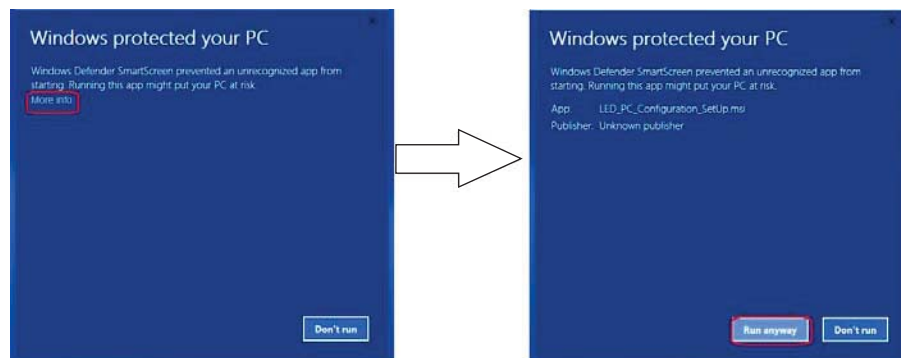 Windows protected your PC
Windows Defender SmartScreen prevented an unrecognized app from
starting. Running this app might put your PC at risk.
More info
Don't run
Windows protected your PC
Windows Defender SmartScreen prevented an unrecognized app from
starting. Running this app might put your PC at risk.
App: LED_PC_Configuration_SetUp.msi
Publisher: Unknown publisher
Run anyway Don't run